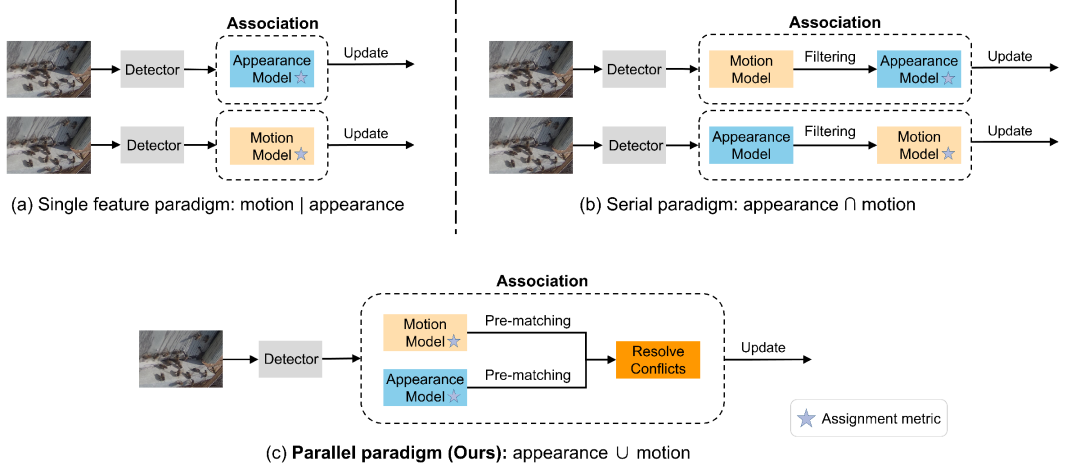 Association
Detector
Appearance
Model
Update
Detector
Motion
Model
Update
(a) Single feature paradigm: motion | appearance
Association
Detector
Motion
Model
Filtering
Appearance
Model
Update
Detector
Appearance
Model
Filtering
Motion
Model
Update
(b) Serial paradigm: appearance ∩ motion
Association
Detector
Motion
Model
Pre-matching
Appearance
Model
Pre-matching
Resolve
Conflicts
Update
Assignment metric
(c) Parallel paradigm (Ours): appearance ∪ motion